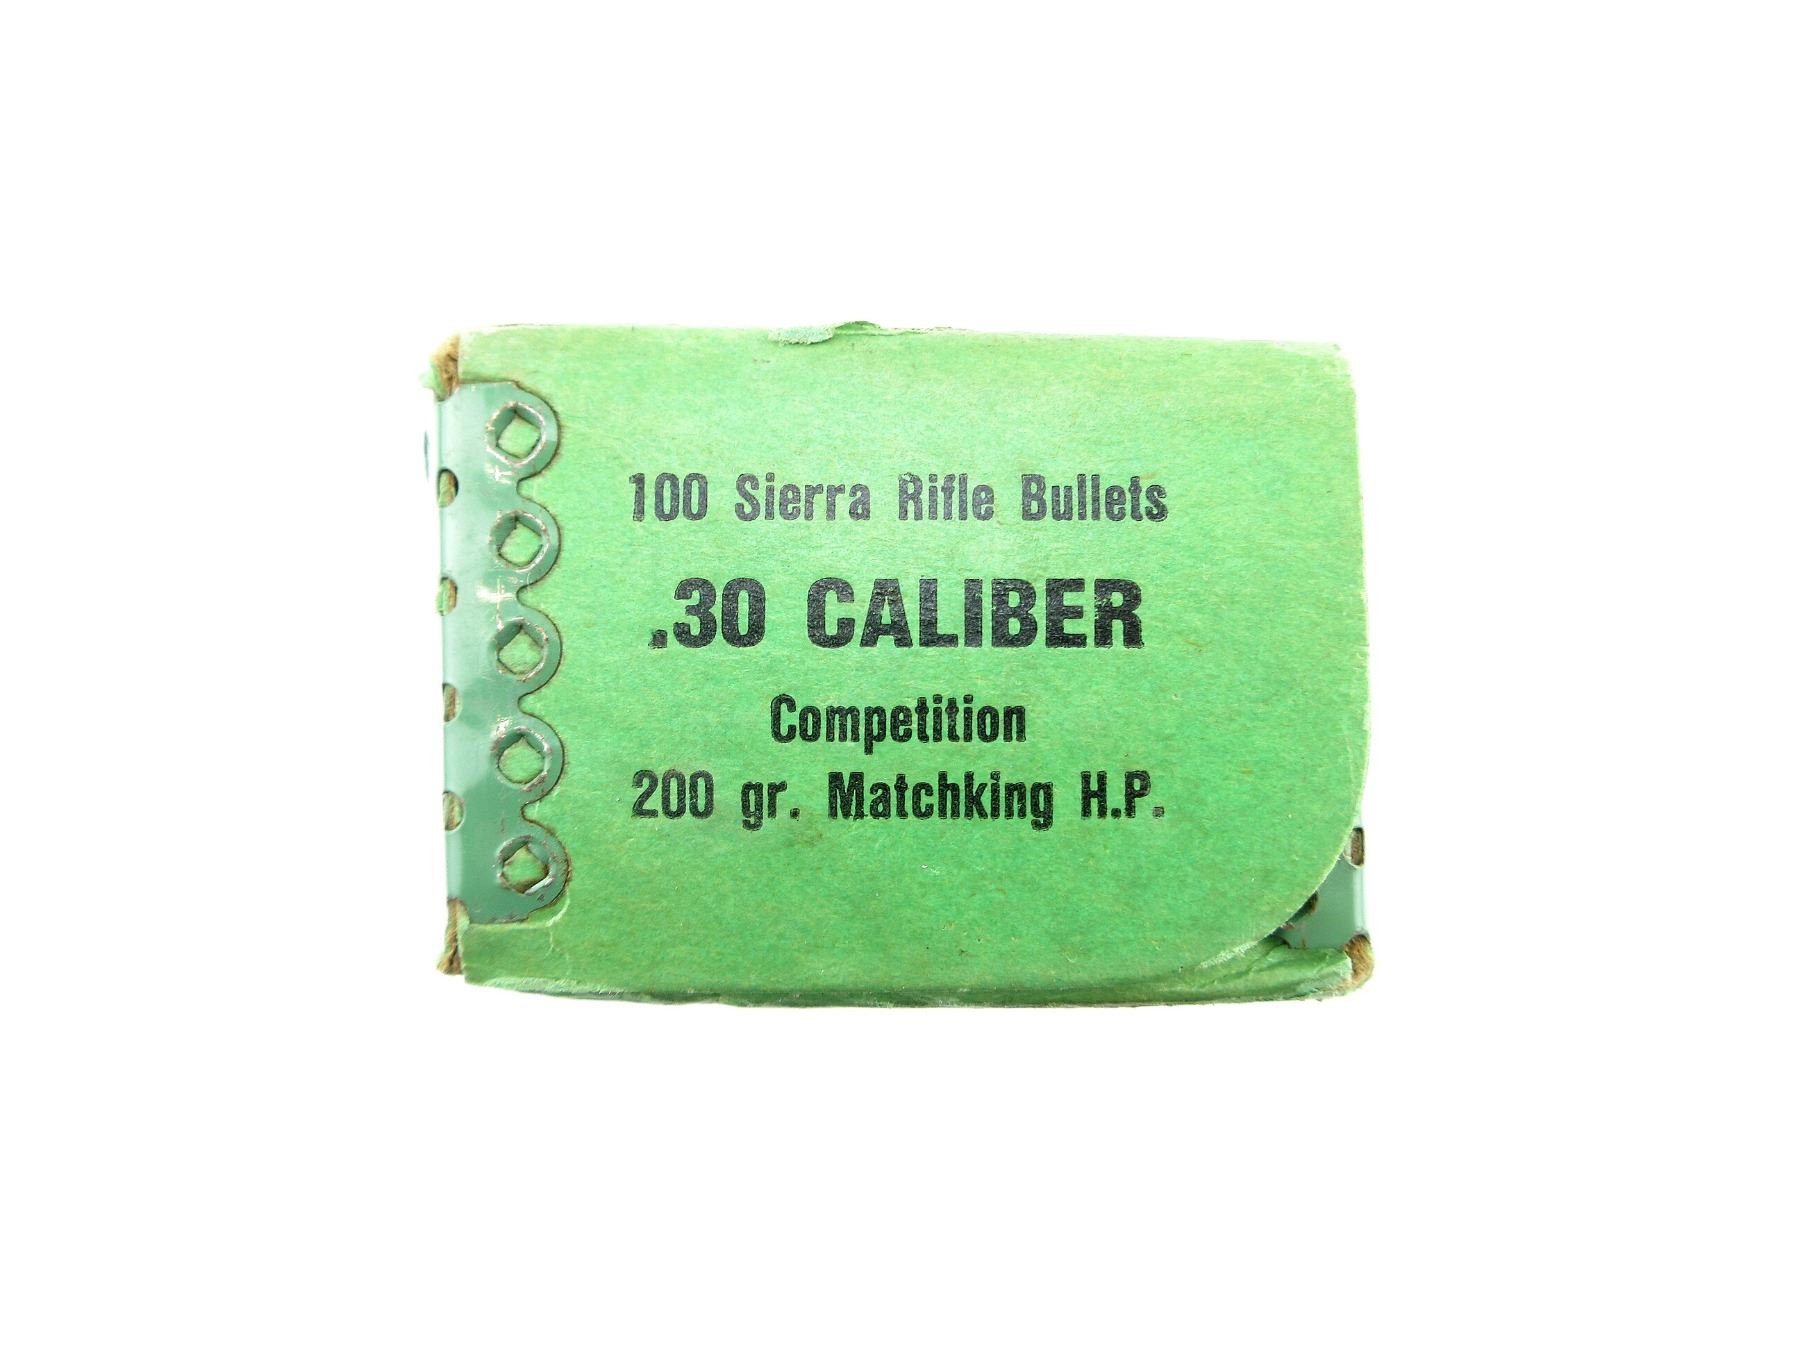 100 Sierra Rifle Bullets
.30 CALIBER
Competition
200 gr. Matchking H.P.